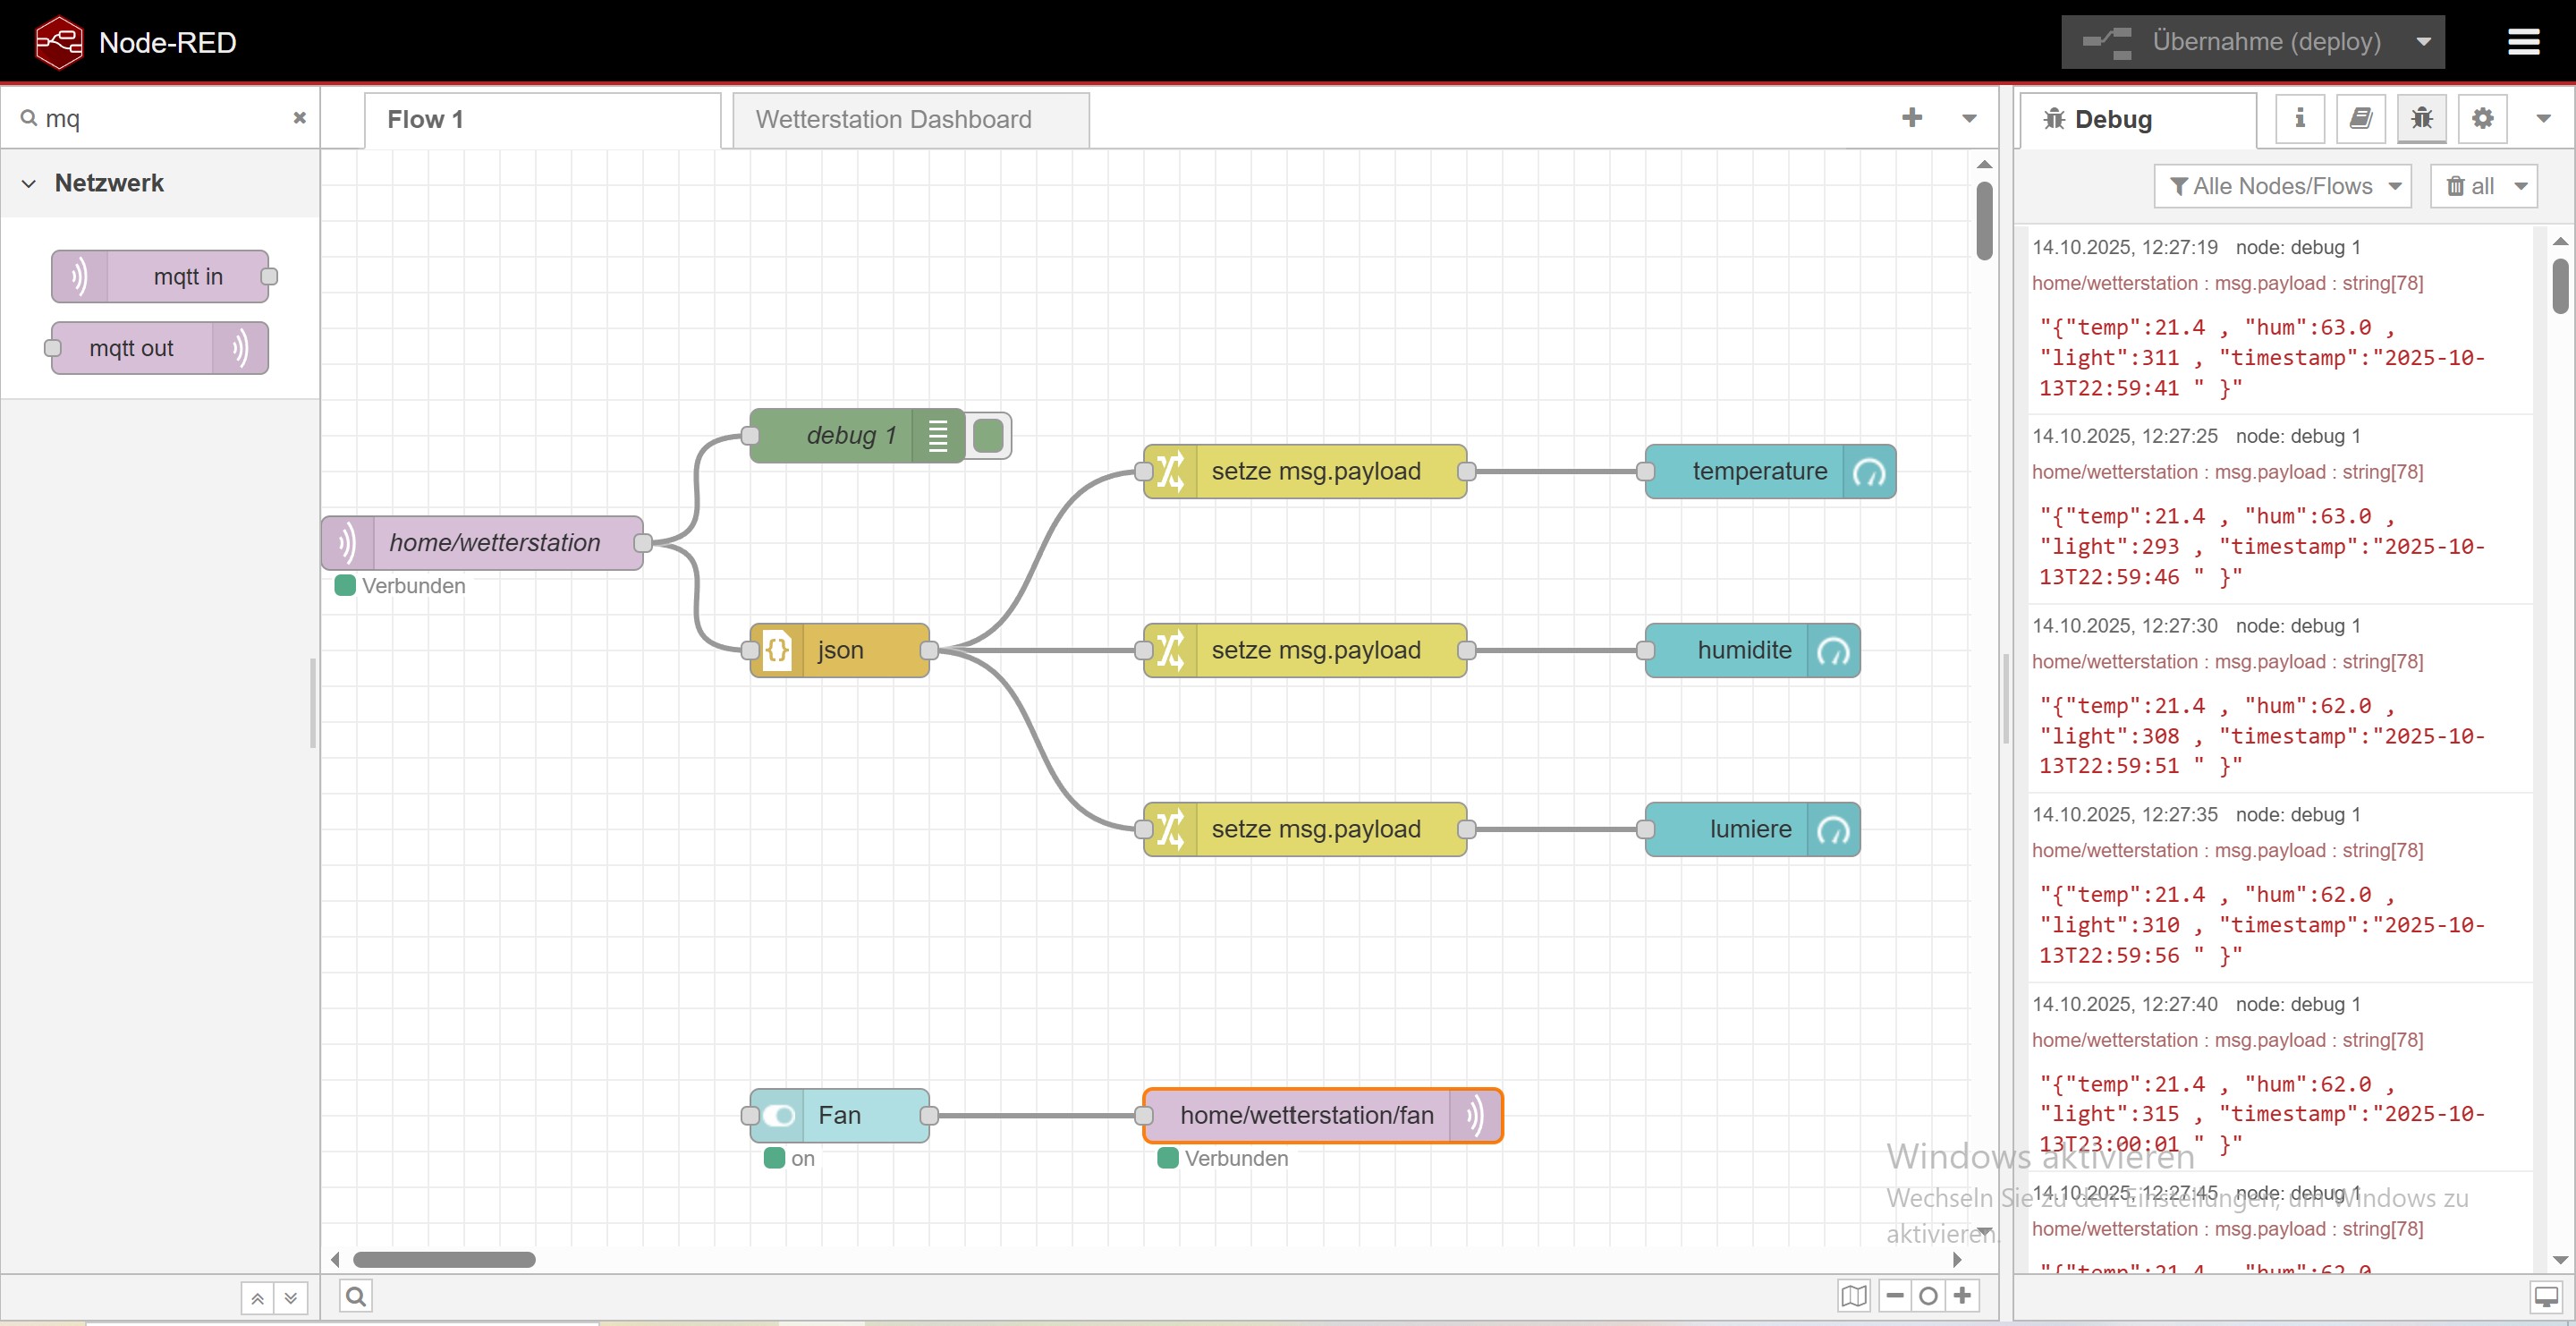 Node-RED
Übernahme (deploy)
mq
Flow 1
Wetterstation Dashboard
Debug
Netzwerk
Alle Nodes/Flows
all
mqtt in
mqtt out
debug 1
home/wetterstation
Verbunden
json
setze msg.payload
temperature
setze msg.payload
humidite
setze msg.payload
lumiere
Fan
on
home/wetterstation/fan
Verbunden
14.10.2025, 12:27:19 node: debug 1
home/wetterstation : msg.payload : string[78]
"{"temp":21.4 , "hum":63.0 ,
"light":311 , "timestamp":"2025-10-
13T22:59:41 " }"
14.10.2025, 12:27:25 node: debug 1
home/wetterstation : msg.payload : string[78]
"{"temp":21.4 , "hum":63.0 ,
"light":293 , "timestamp":"2025-10-
13T22:59:46 " }"
14.10.2025, 12:27:30 node: debug 1
home/wetterstation : msg.payload : string[78]
"{"temp":21.4 , "hum":62.0 ,
"light":308 , "timestamp":"2025-10-
13T22:59:51 " }"
14.10.2025, 12:27:35 node: debug 1
home/wetterstation : msg.payload : string[78]
"{"temp":21.4 , "hum":62.0 ,
"light":310 , "timestamp":"2025-10-
13T22:59:56 " }"
14.10.2025, 12:27:40 node: debug 1
home/wetterstation : msg.payload : string[78]
"{"temp":21.4 , "hum":62.0 ,
"light":315 , "timestamp":"2025-10-
13T23:00:01 " }"
14.10.2025, 12:27:45 node: debug 1
home/wetterstation : msg.payload : string[78]
"{"temp":21.4 , "hum":62.0
Windows aktivieren
Wechseln Sie zu den Einstellungen, um Windows zu
aktivieren.